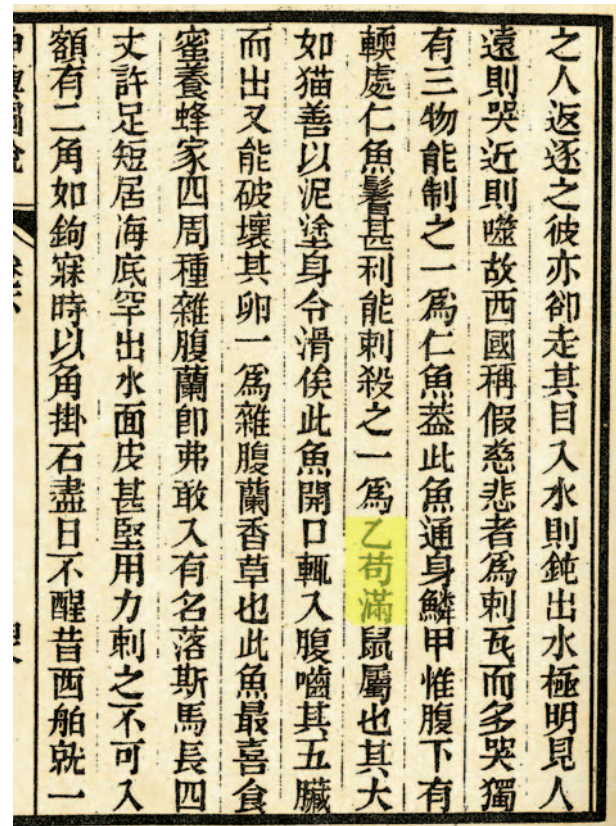 之人返逐之彼亦卻走其目入水則鈍出水極明見人
遠則哭近則噬故西國稱假慈悲者爲剌瓦而多哭獨
有三物能制之一爲仁魚葢此魚通身鱗甲惟腹下有
輭處仁魚鬐甚利能刺殺之一爲乙苟滿鼠屬也其大
如猫善以泥塗身令滑俟此魚開口輒入腹嚙其五臟
而出又能破壞其卵一爲雜腹蘭香草也此魚最喜食
蜜養蜂家四周種雜腹蘭卽弗敢入有名落斯馬長四
丈許足短居海底罕出水面皮甚堅用力刺之不可入
額有二角如鉤寐時以角掛石盡日不醒昔西舶就一